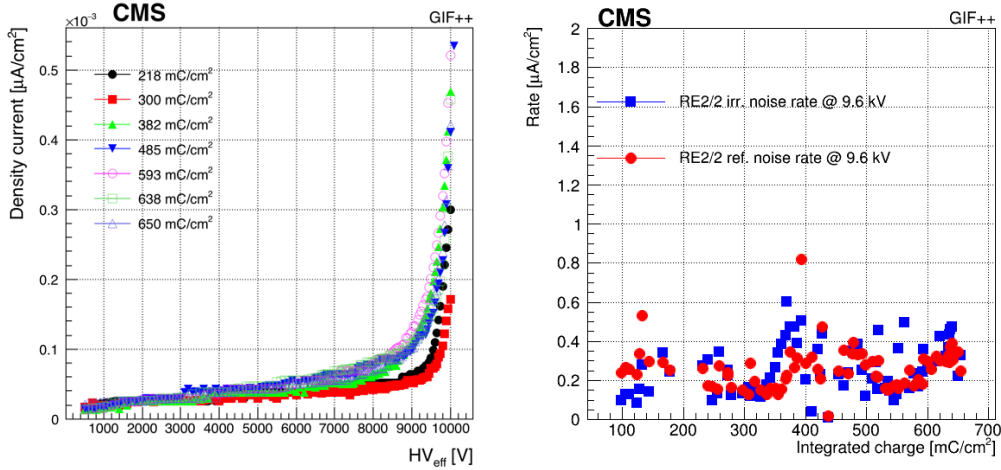 CMS
GIF++
×10⁻³
Density current [μA/cm²]
0.5
0.4
0.3
0.2
0.1
0
218 mC/cm²
300 mC/cm²
382 mC/cm²
485 mC/cm²
593 mC/cm²
638 mC/cm²
650 mC/cm²
1000 2000 3000 4000 5000 6000 7000 8000 9000 10000
HV_eff [V]
CMS
GIF++
Rate [μA/cm²]
2
1.8
1.6
1.4
1.2
1
0.8
0.6
0.4
0.2
0
RE2/2 irr. noise rate @ 9.6 kV
RE2/2 ref. noise rate @ 9.6 kV
100 200 300 400 500 600 700
Integrated charge [mC/cm²]